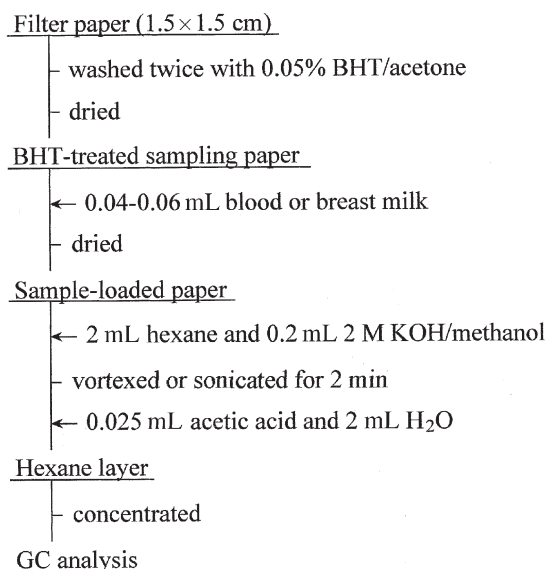 Filter paper (1.5×1.5 cm)
washed twice with 0.05% BHT/acetone
dried
BHT-treated sampling paper
0.04-0.06 mL blood or breast milk
dried
Sample-loaded paper
2 mL hexane and 0.2 mL 2 M KOH/methanol
vortexed or sonicated for 2 min
0.025 mL acetic acid and 2 mL H₂O
Hexane layer
concentrated
GC analysis